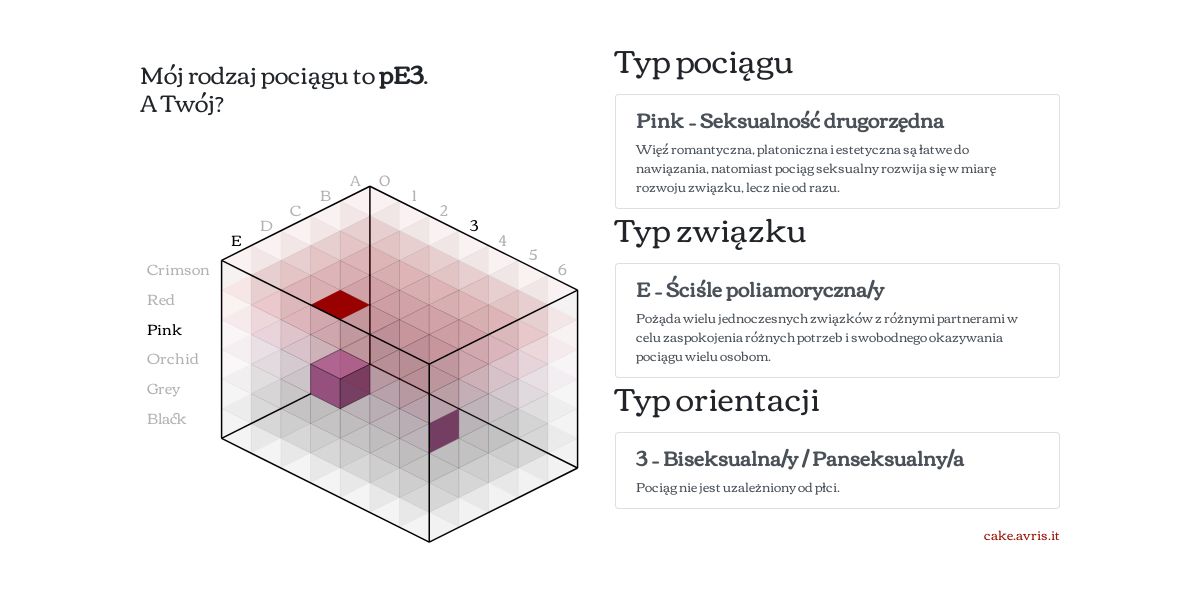 Mój rodzaj pociągu to pE3.
A Twój?
A O
B 1
C 2
D 3
E 4
5
6
Crimson
Red
Pink
Orchid
Grey
Black
Typ pociągu
Pink - Seksualność drugorzędna
Więź romantyczna, platoniczna i estetyczna są łatwe do
nawiązania, natomiast pociąg seksualny rozwija się w miarę
rozwoju związku, lecz nie od razu.
Typ związku
E - Ściśle poliamoryczna/y
Pożąda wielu jednoczesnych związków z różnymi partnerami w
celu zaspokojenia różnych potrzeb i swobodnego okazywania
pociągu wielu osobom.
Typ orientacji
3 - Biseksualna/y / Panseksualny/a
Pociąg nie jest uzależniony od płci.
cake.avris.it